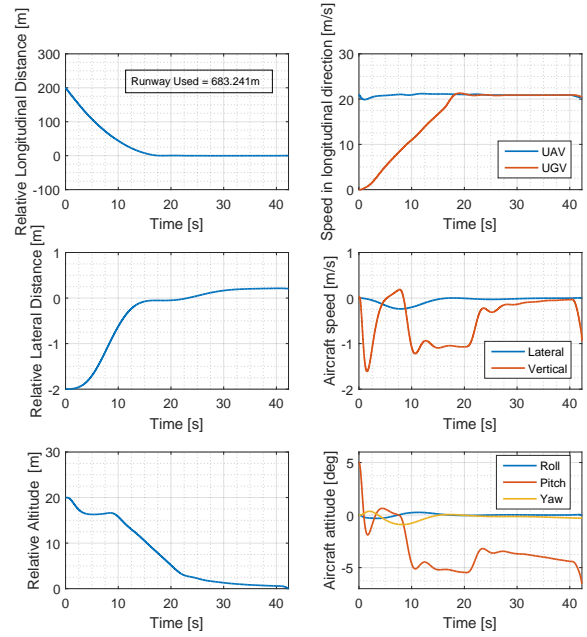 Relative Longitudinal Distance [m]
300
200
100
0
-100
Runway Used = 683.241m
0 10 20 30 40
Time [s]
Speed in longitudinal direction [m/s]
30
20
10
0
UAV
UGV
0 10 20 30 40
Time [s]
Relative Lateral Distance [m]
1
0
-1
-2
0 10 20 30 40
Time [s]
Aircraft speed [m/s]
1
0
-1
-2
Lateral
Vertical
0 10 20 30 40
Time [s]
Relative Altitude [m]
30
20
10
0
0 10 20 30 40
Time [s]
Aircraft attitude [deg]
5
0
-5
Roll
Pitch
Yaw
0 10 20 30 40
Time [s]